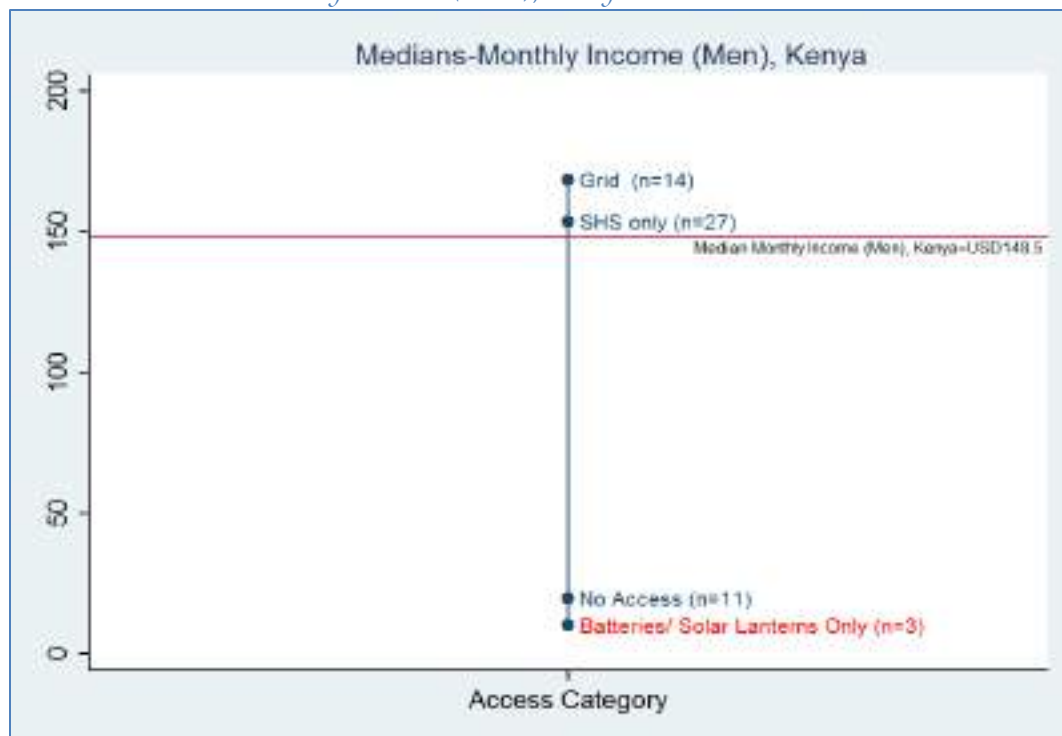 Medians-Monthly Income (Men), Kenya
200
150
100
50
0
Grid (n=14)
SHS only (n=27)
Median Monthly Income (Men), Kenya=USD148.5
No Access (n=11)
Batteries/ Solar Lanterns Only (n=3)
Access Category